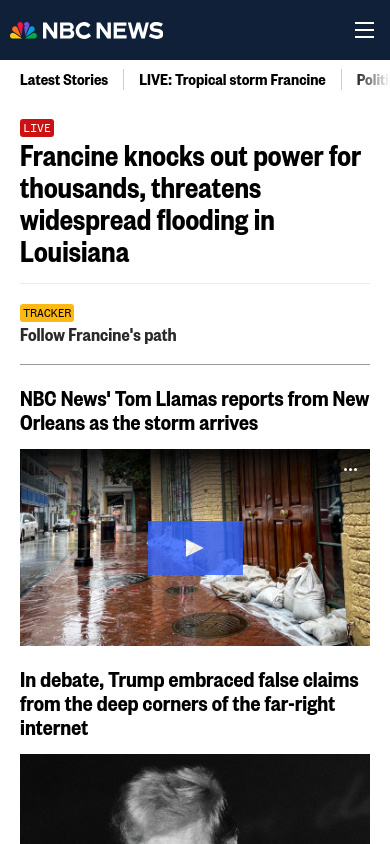 NBC NEWS
Latest Stories
LIVE: Tropical storm Francine
LIVE
Francine knocks out power for
thousands, threatens
widespread flooding in
Louisiana
TRACKER
Follow Francine's path
NBC News' Tom Llamas reports from New
Orleans as the storm arrives
In debate, Trump embraced false claims
from the deep corners of the far-right
internet